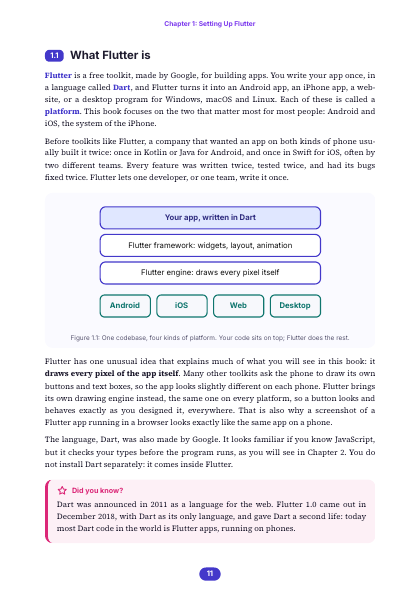 Chapter 1: Setting Up Flutter
1.1 What Flutter is
Flutter is a free toolkit, made by Google, for building apps. You write your app once, in
a language called Dart, and Flutter turns it into an Android app, an iPhone app, a web-
site, or a desktop program for Windows, macOS and Linux. Each of these is called a
platform. This book focuses on the two that matter most for most people: Android and
iOS, the system of the iPhone.
Before toolkits like Flutter, a company that wanted an app on both kinds of phone usu-
ally built it twice: once in Kotlin or Java for Android, and once in Swift for iOS, often by
two different teams. Every feature was written twice, tested twice, and had its bugs
fixed twice. Flutter lets one developer, or one team, write it once.
Your app, written in Dart
Flutter framework: widgets, layout, animation
Flutter engine: draws every pixel itself
Android iOS Web Desktop
Figure 1.1: One codebase, four kinds of platform. Your code sits on top; Flutter does the rest.
Flutter has one unusual idea that explains much of what you will see in this book: it
draws every pixel of the app itself. Many other toolkits ask the phone to draw its own
buttons and text boxes, so the app looks slightly different on each phone. Flutter brings
its own drawing engine instead, the same one on every platform, so a button looks and
behaves exactly as you designed it, everywhere. That is also why a screenshot of a
Flutter app running in a browser looks exactly like the same app on a phone.
The language, Dart, was also made by Google. It looks familiar if you know JavaScript,
but it checks your types before the program runs, as you will see in Chapter 2. You do
not install Dart separately: it comes inside Flutter.
Did you know?
Dart was announced in 2011 as a language for the web. Flutter 1.0 came out in
December 2018, with Dart as its only language, and gave Dart a second life: today
most Dart code in the world is Flutter apps, running on phones.
11